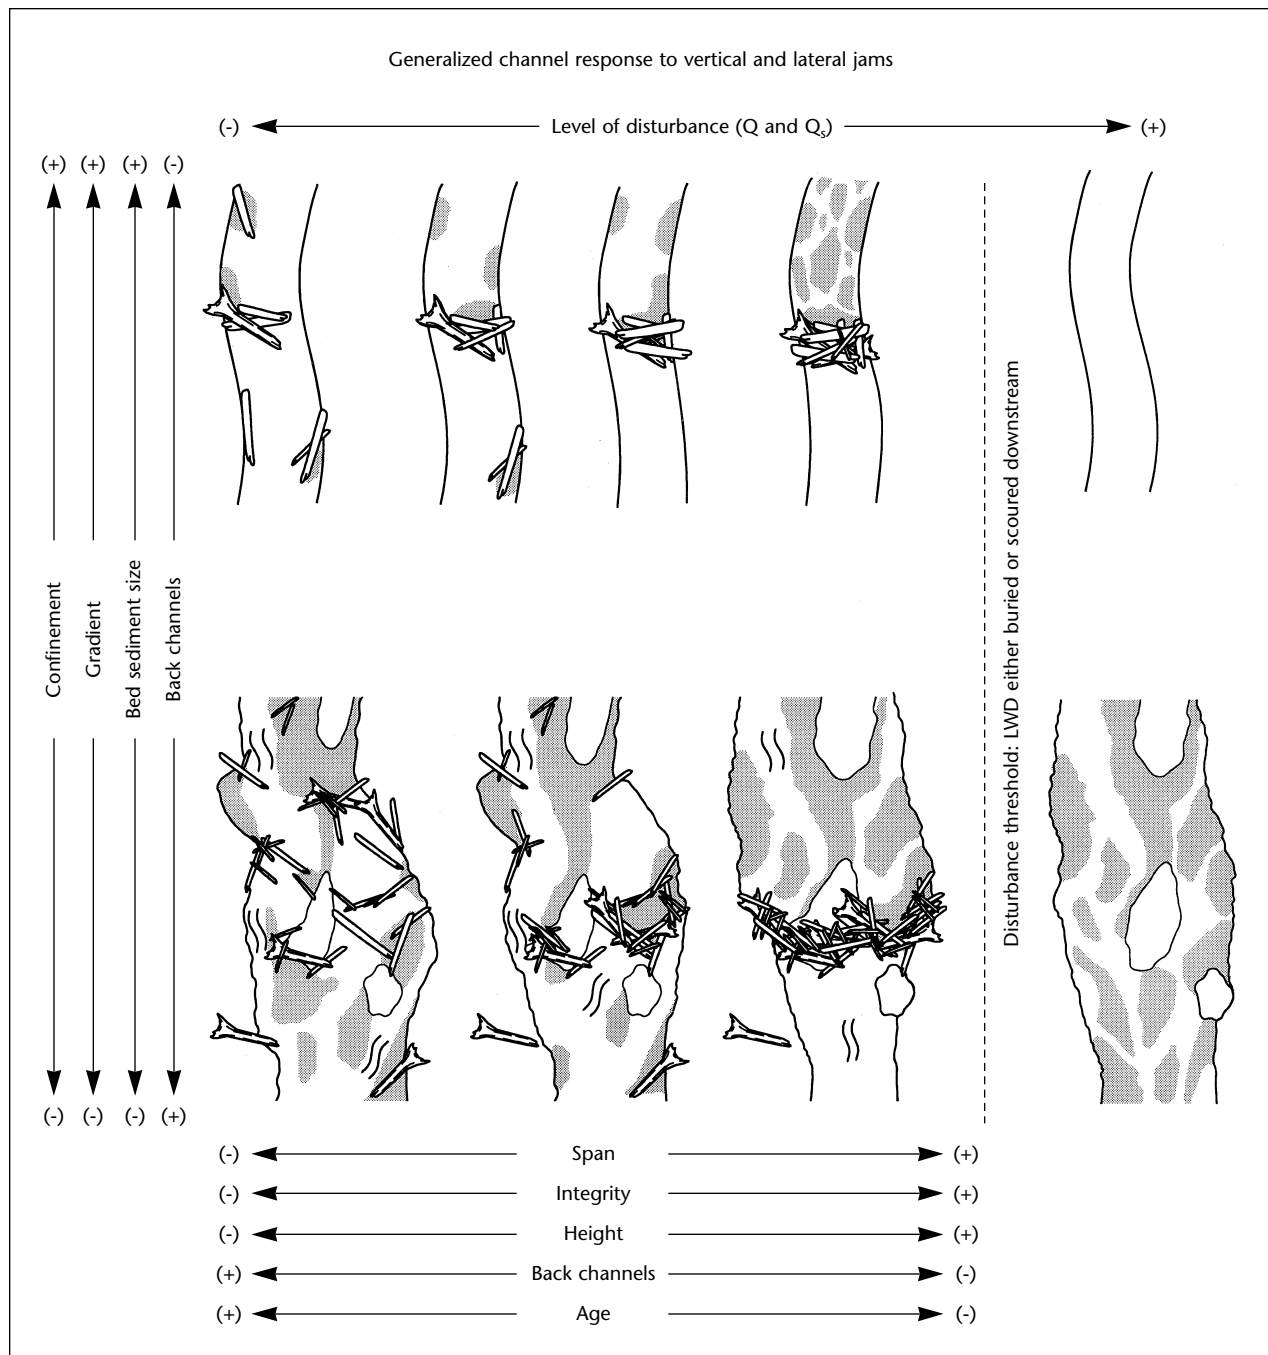 Generalized channel response to vertical and lateral jams
(-) Level of disturbance (Q and Qs) (+)
(+) (+) (+) (-)
Confinement
Gradient
Bed sediment size
Back channels
(-) (-) (-) (+)
Disturbance threshold: LWD either buried or scoured downstream
(-) Span (+)
(-) Integrity (+)
(-) Height (+)
(+) Back channels (-)
(+) Age (-)